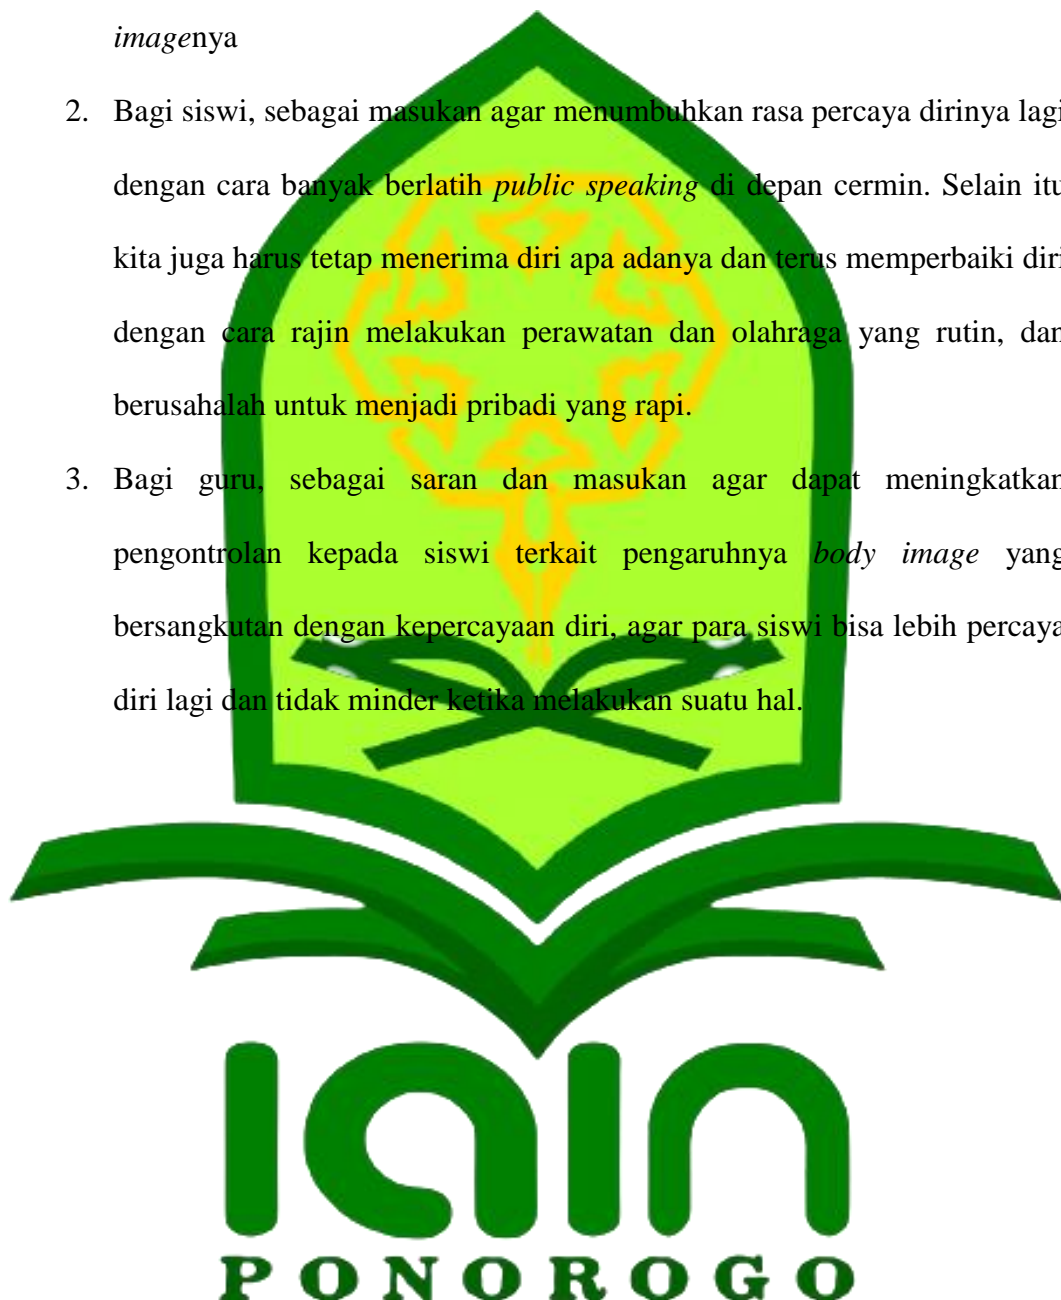 imagenya
2. Bagi siswi, sebagai masukan agar menumbuhkan rasa percaya dirinya lagi
dengan cara banyak berlatih public speaking di depan cermin. Selain itu
kita juga harus tetap menerima diri apa adanya dan terus memperbaiki diri
dengan cara rajin melakukan perawatan dan olahraga yang rutin, dan
berusahalah untuk menjadi pribadi yang rapi.
3. Bagi guru, sebagai saran dan masukan agar dapat meningkatkan
pengontrolan kepada siswi terkait pengaruhnya body image yang
bersangkutan dengan kepercayaan diri, agar para siswi bisa lebih percaya
diri lagi dan tidak minder ketika melakukan suatu hal.
IAIN
PONOROGO